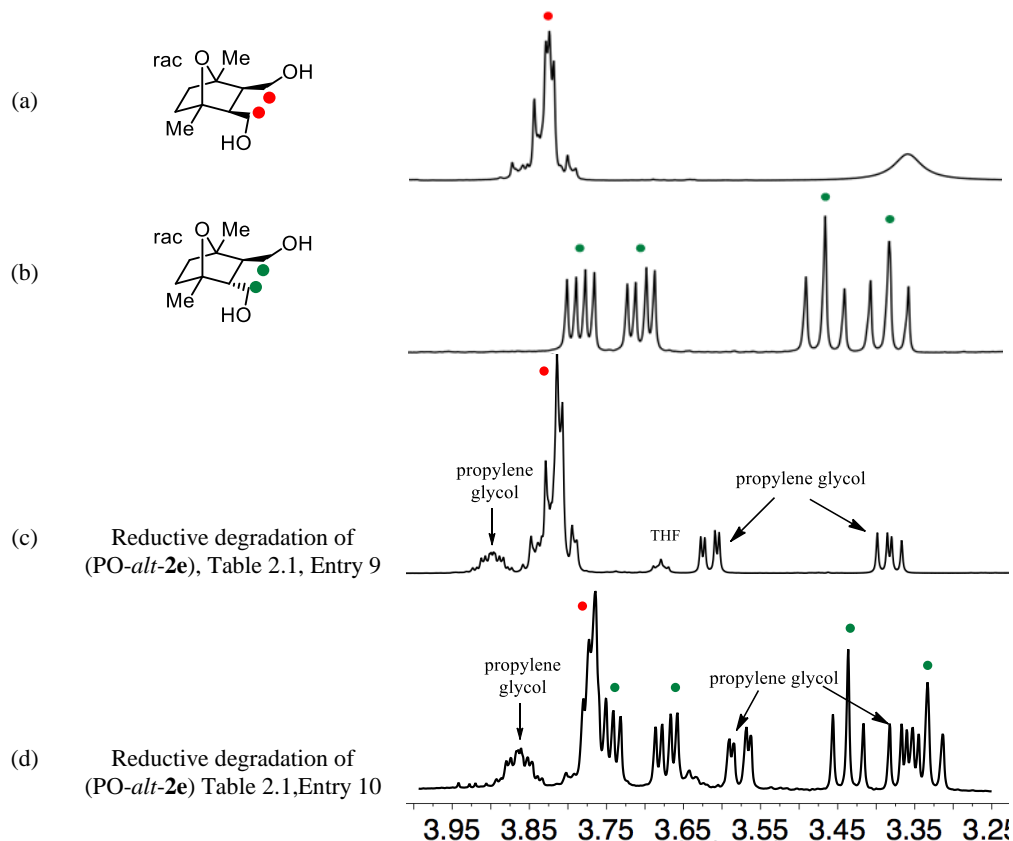 (a)
rac
O
Me
OH
Me
HO
(b)
rac
O
Me
OH
Me
HO
(c)
Reductive degradation of
(PO-alt-2e), Table 2.1, Entry 9
propylene
glycol
THF
propylene glycol
(d)
Reductive degradation of
(PO-alt-2e) Table 2.1,Entry 10
propylene
glycol
propylene glycol
3.95 3.85 3.75 3.65 3.55 3.45 3.35 3.25